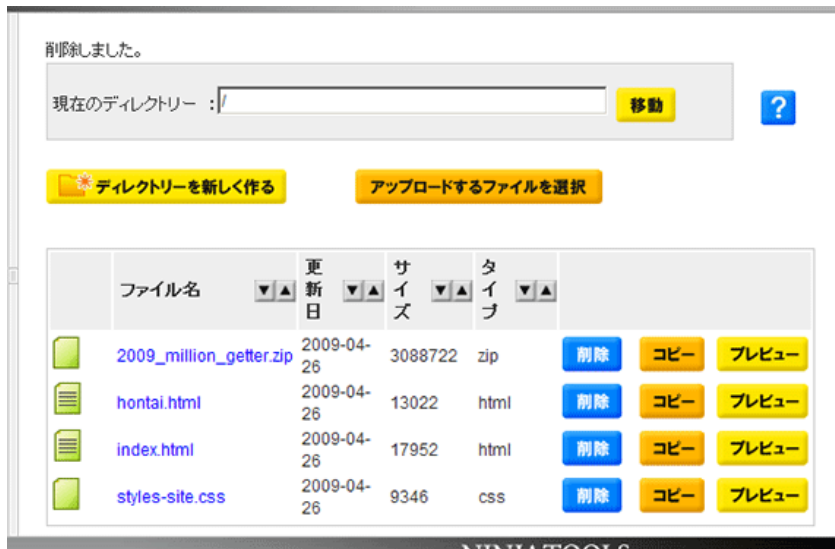 削除しました。
現在のディレクトリー :/
移動
?
ディレクトリーを新しく作る
アップロードするファイルを選択
ファイル名 ▼▲ 更新日 ▼▲ サイズ ▼▲ タイプ ▼▲
2009_million_getter.zip 2009-04-26 3088722 zip 削除 コピー プレビュー
hontai.html 2009-04-26 13022 html 削除 コピー プレビュー
index.html 2009-04-26 17952 html 削除 コピー プレビュー
styles-site.css 2009-04-26 9346 css 削除 コピー プレビュー
NINJATOOLS